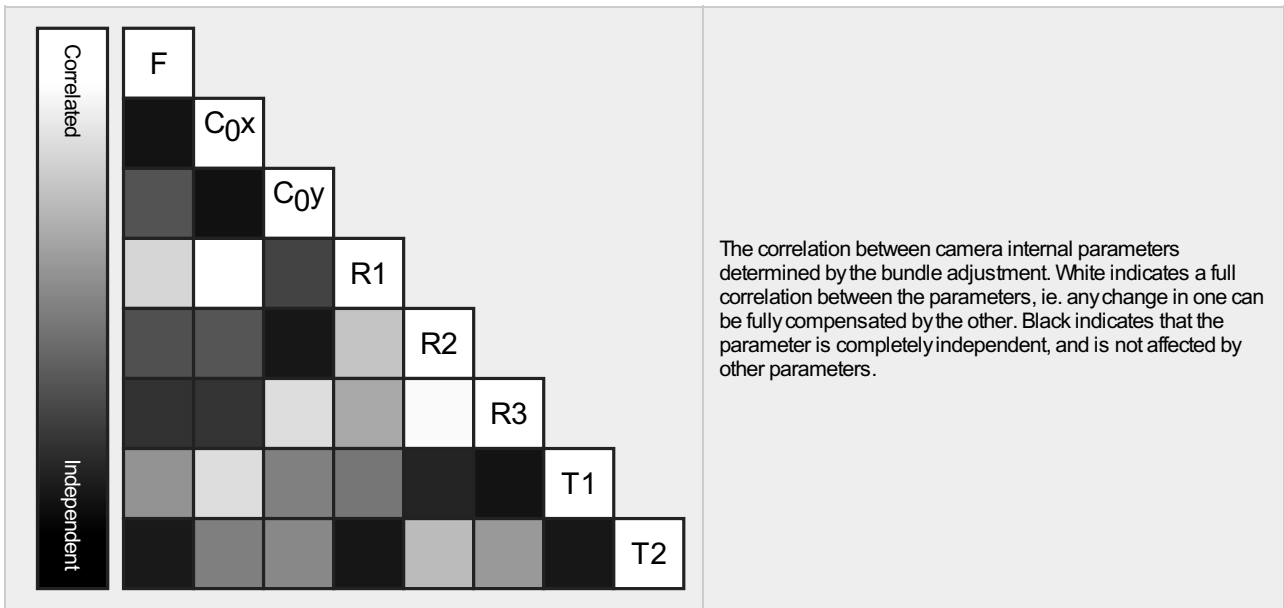 Correlated
Independent
F
C0x
C0y
R1
R2
R3
T1
T2
The correlation between camera internal parameters
determined by the bundle adjustment. White indicates a full
correlation between the parameters, ie. any change in one can
be fully compensated by the other. Black indicates that the
parameter is completely independent, and is not affected by
other parameters.